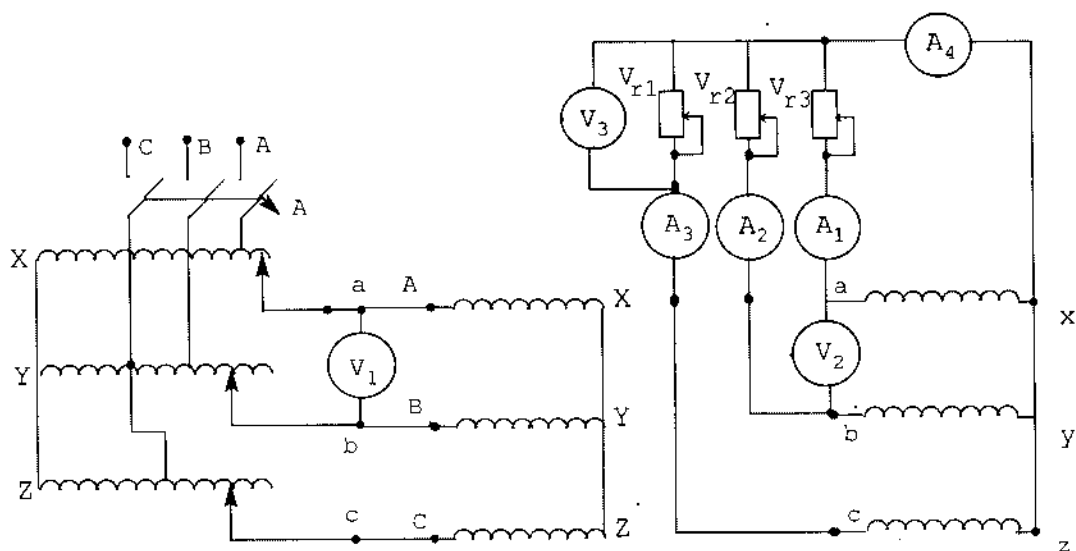 A4
Vr1 Vr2 Vr3
V3
C B A
A
A3 A2 A1
X
a A X
a x
V1
V2
Y
B Y
b
b y
Z
c C Z
c z